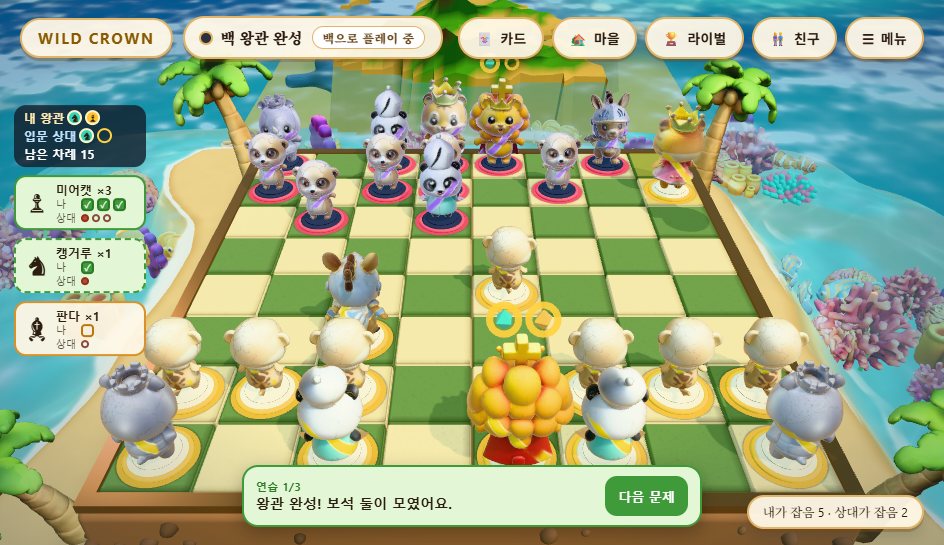 WILD CROWN
백 왕관 완성
백으로 플레이 중
카드
마을
라이벌
친구
☰ 메뉴
내 왕관
입문 상대
남은 차례 15
미어캣 ×3
나
상대
캥거루 ×1
나
상대
판다 ×1
나
상대
연습 1/3
왕관 완성! 보석 둘이 모였어요.
다음 문제
내가 잡음 5 · 상대가 잡음 2